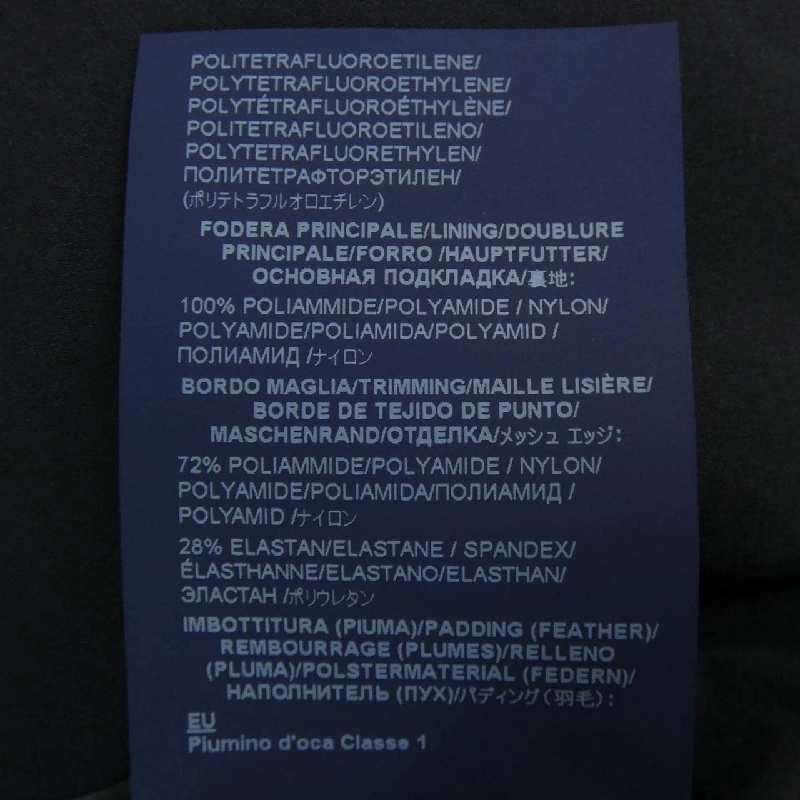 POLITETRAFLUOROETILENE/
POLYTETRAFLUOROETHYLENE/
POLYTÉTRAFLUOROÉTHYLÈNE/
POLITETRAFLUOROETILENO/
POLYTETRAFLUORETHYLEN/
ПОЛИТЕТРАФТОРЭТИЛЕН/
(ポリテトラフルオロエチレン)
FODERA PRINCIPALE/LINING/DOUBLURE
PRINCIPALE/FORRO /HAUPTFUTTER/
ОСНОВНАЯ ПОДКЛАДКА/裏地:
100% POLIAMMIDE/POLYAMIDE / NYLON/
POLYAMIDE/POLIAMIDA/POLYAMID /
ПОЛИАМИД /ナイロン
BORDO MAGLIA/TRIMMING/MAILLE LISIÈRE/
BORDE DE TEJIDO DE PUNTO/
MASCHENRAND/ОТДЕЛКА/メッシュ エッジ:
72% POLIAMMIDE/POLYAMIDE / NYLON/
POLYAMIDE/POLIAMIDA/ПОЛИАМИД /
POLYAMID /ナイロン
28% ELASTAN/ELASTANE / SPANDEX/
ÉLASTHANNE/ELASTANO/ELASTHAN/
ЭЛАСТАН /ポリウレタン
IMBOTTITURA (PIUMA)/PADDING (FEATHER)/
REMBOURRAGE (PLUMES)/RELLENO
(PLUMA)/POLSTERMATERIAL (FEDERN)/
НАПОЛНИТЕЛЬ (ПУХ)//パディング(羽毛):
EU
Piumino d'oca Classe 1